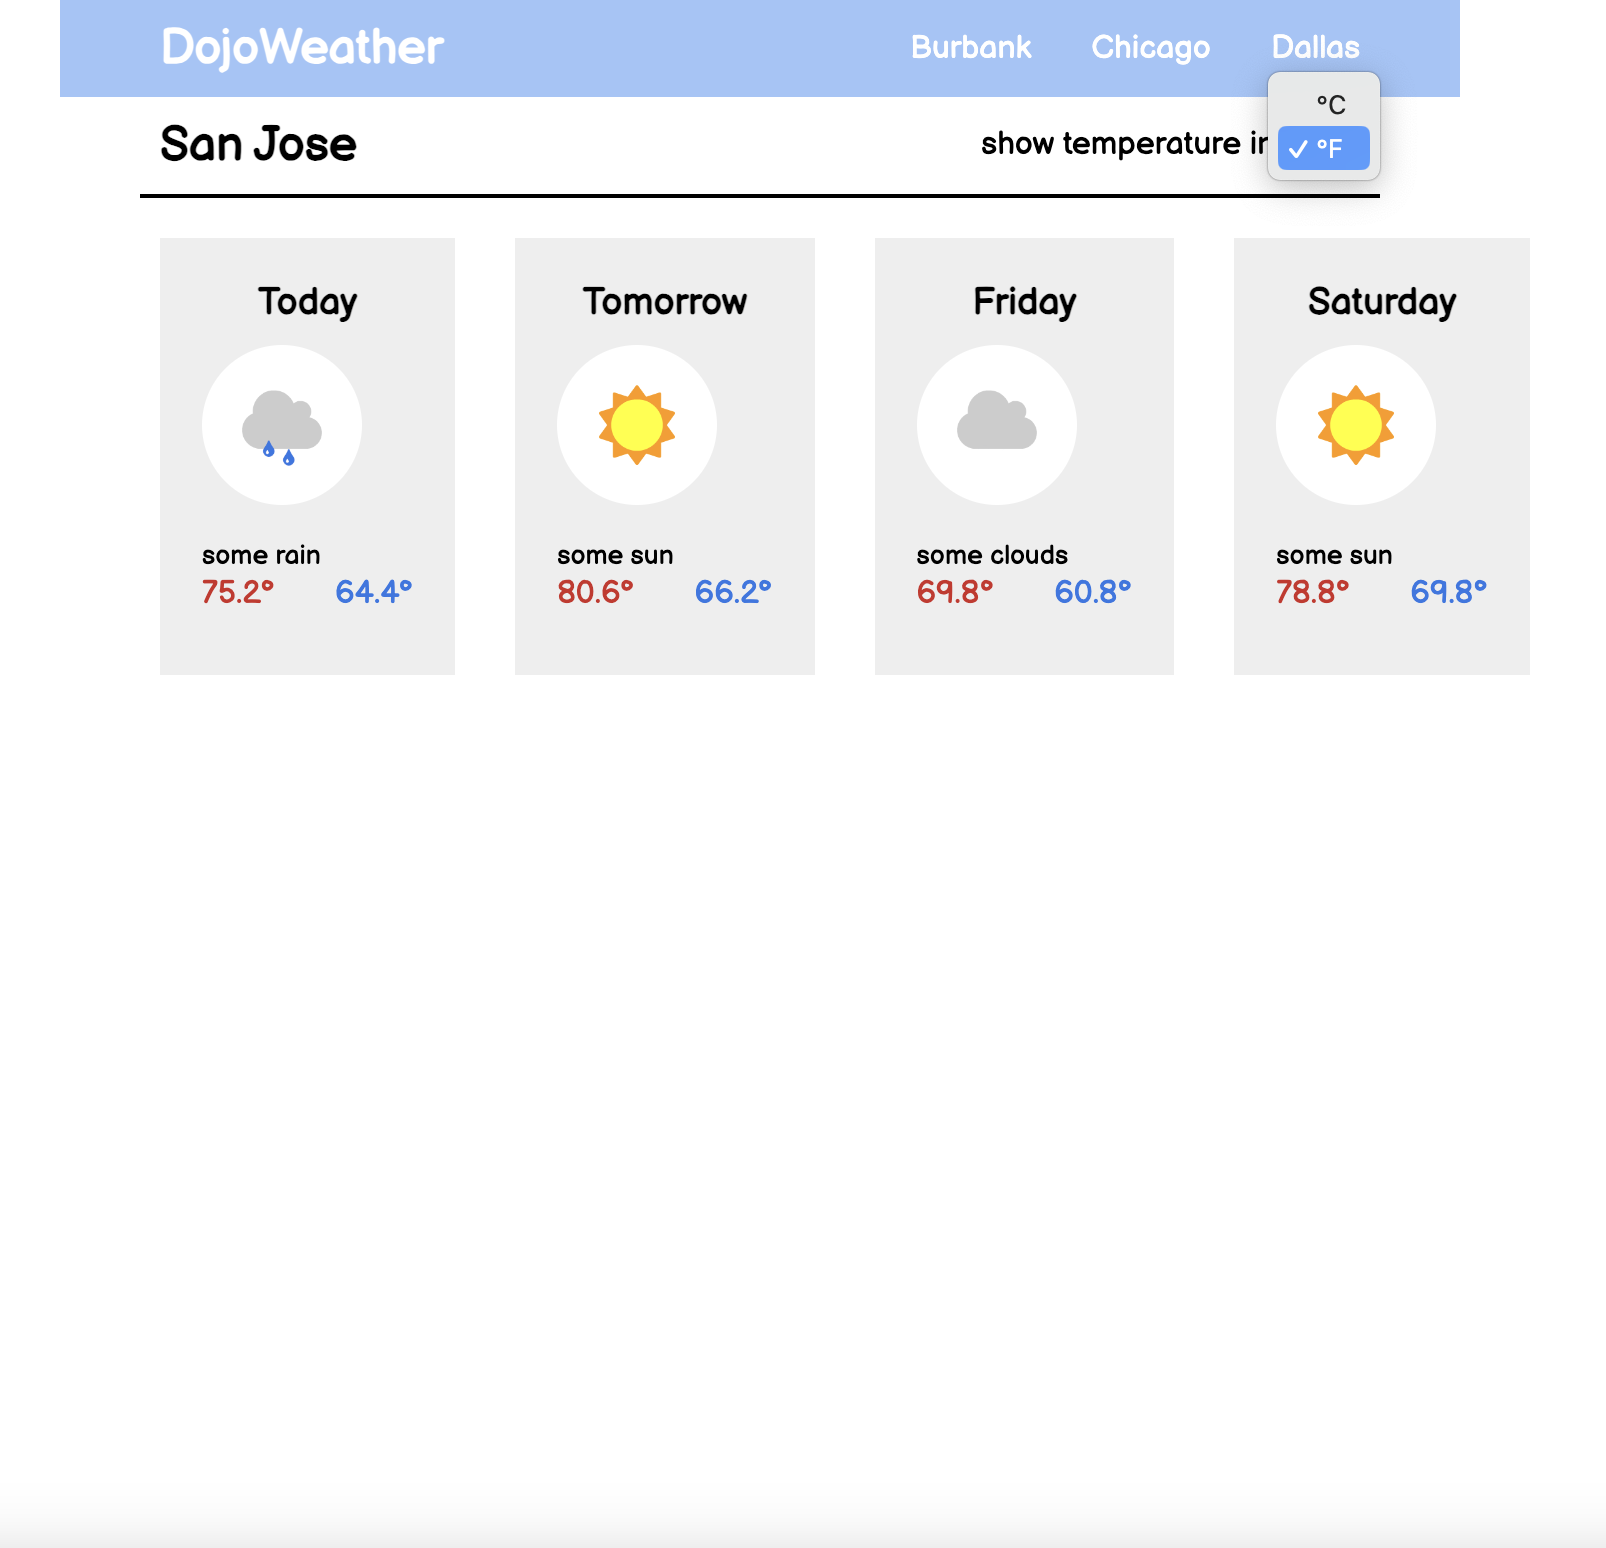 DojoWeather Burbank Chicago Dallas
San Jose show temperature in
°C
✓ °F
Today Tomorrow Friday Saturday
some rain some sun some clouds some sun
75.2° 64.4° 80.6° 66.2° 69.8° 60.8° 78.8° 69.8°